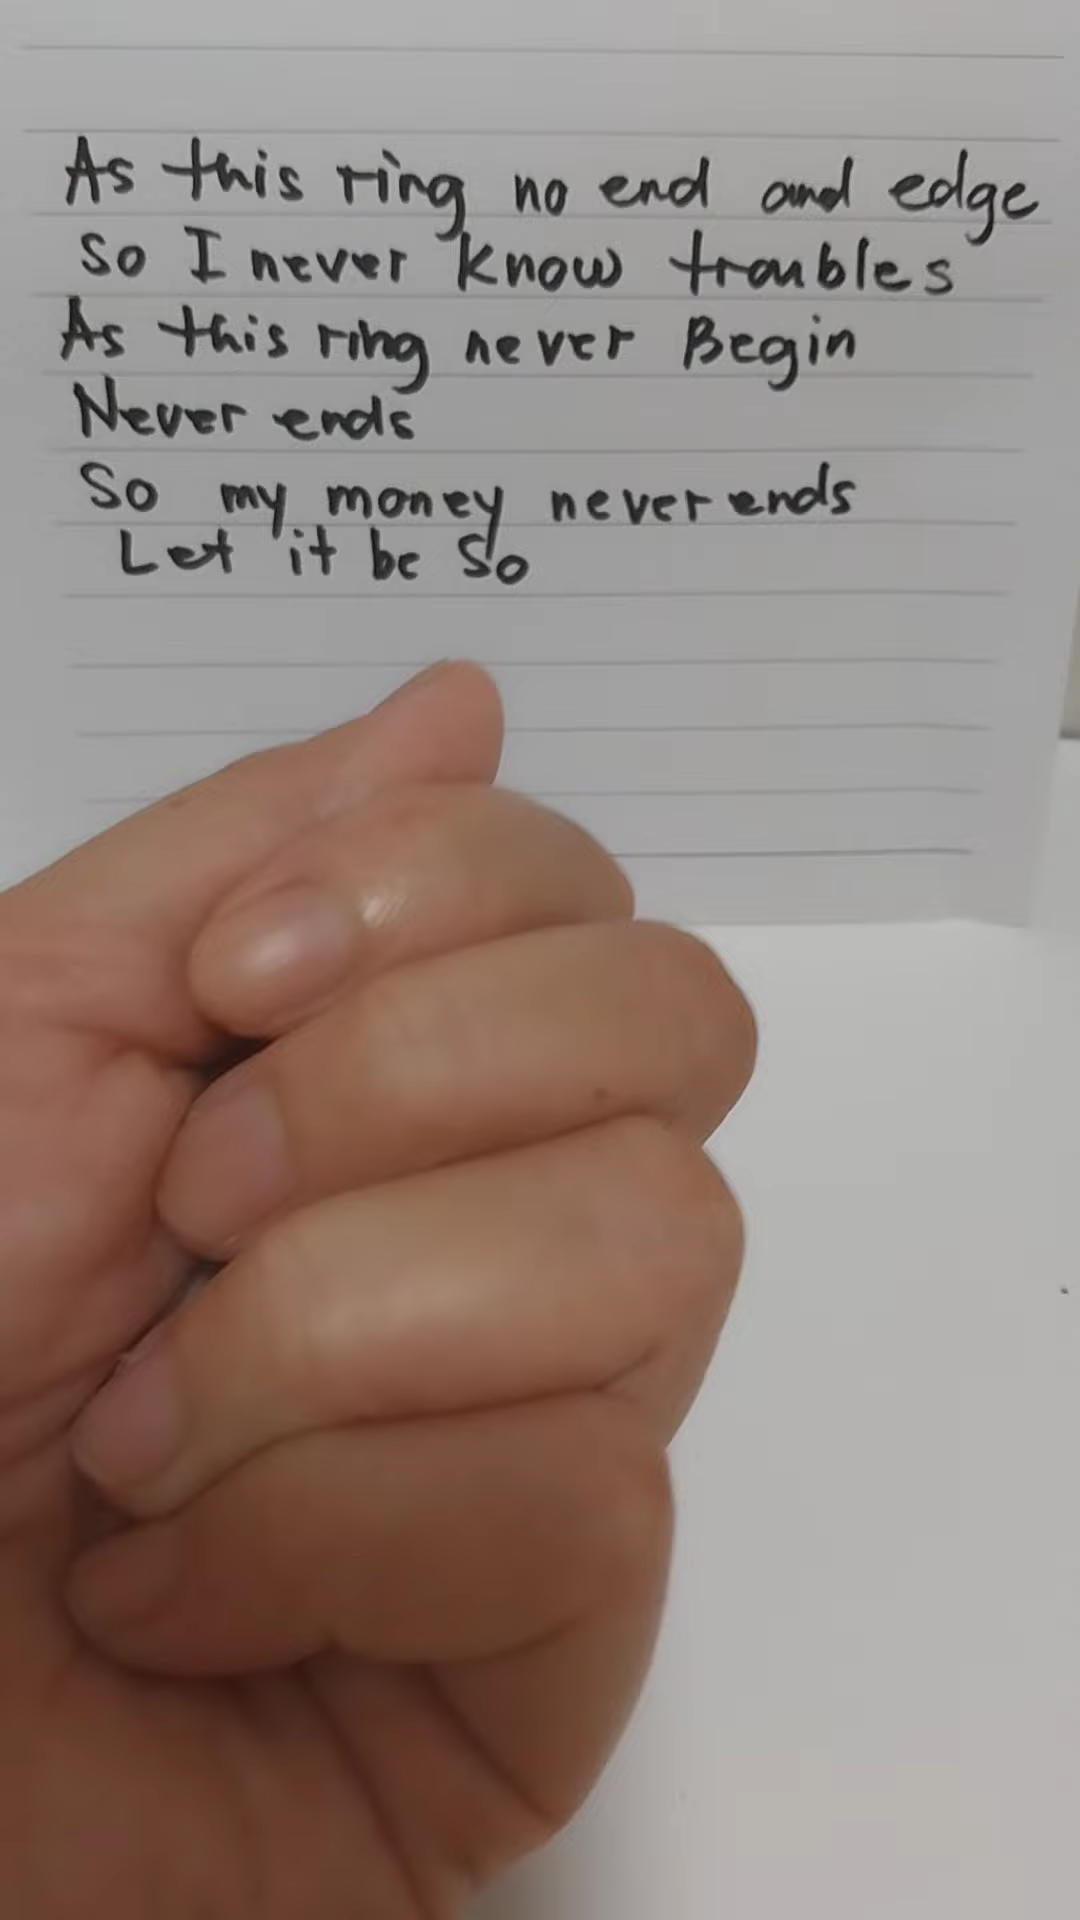 As this ring no end and edge
So I never know troubles
As this ring never Begin
Never ends
So my money never ends
Let it be So